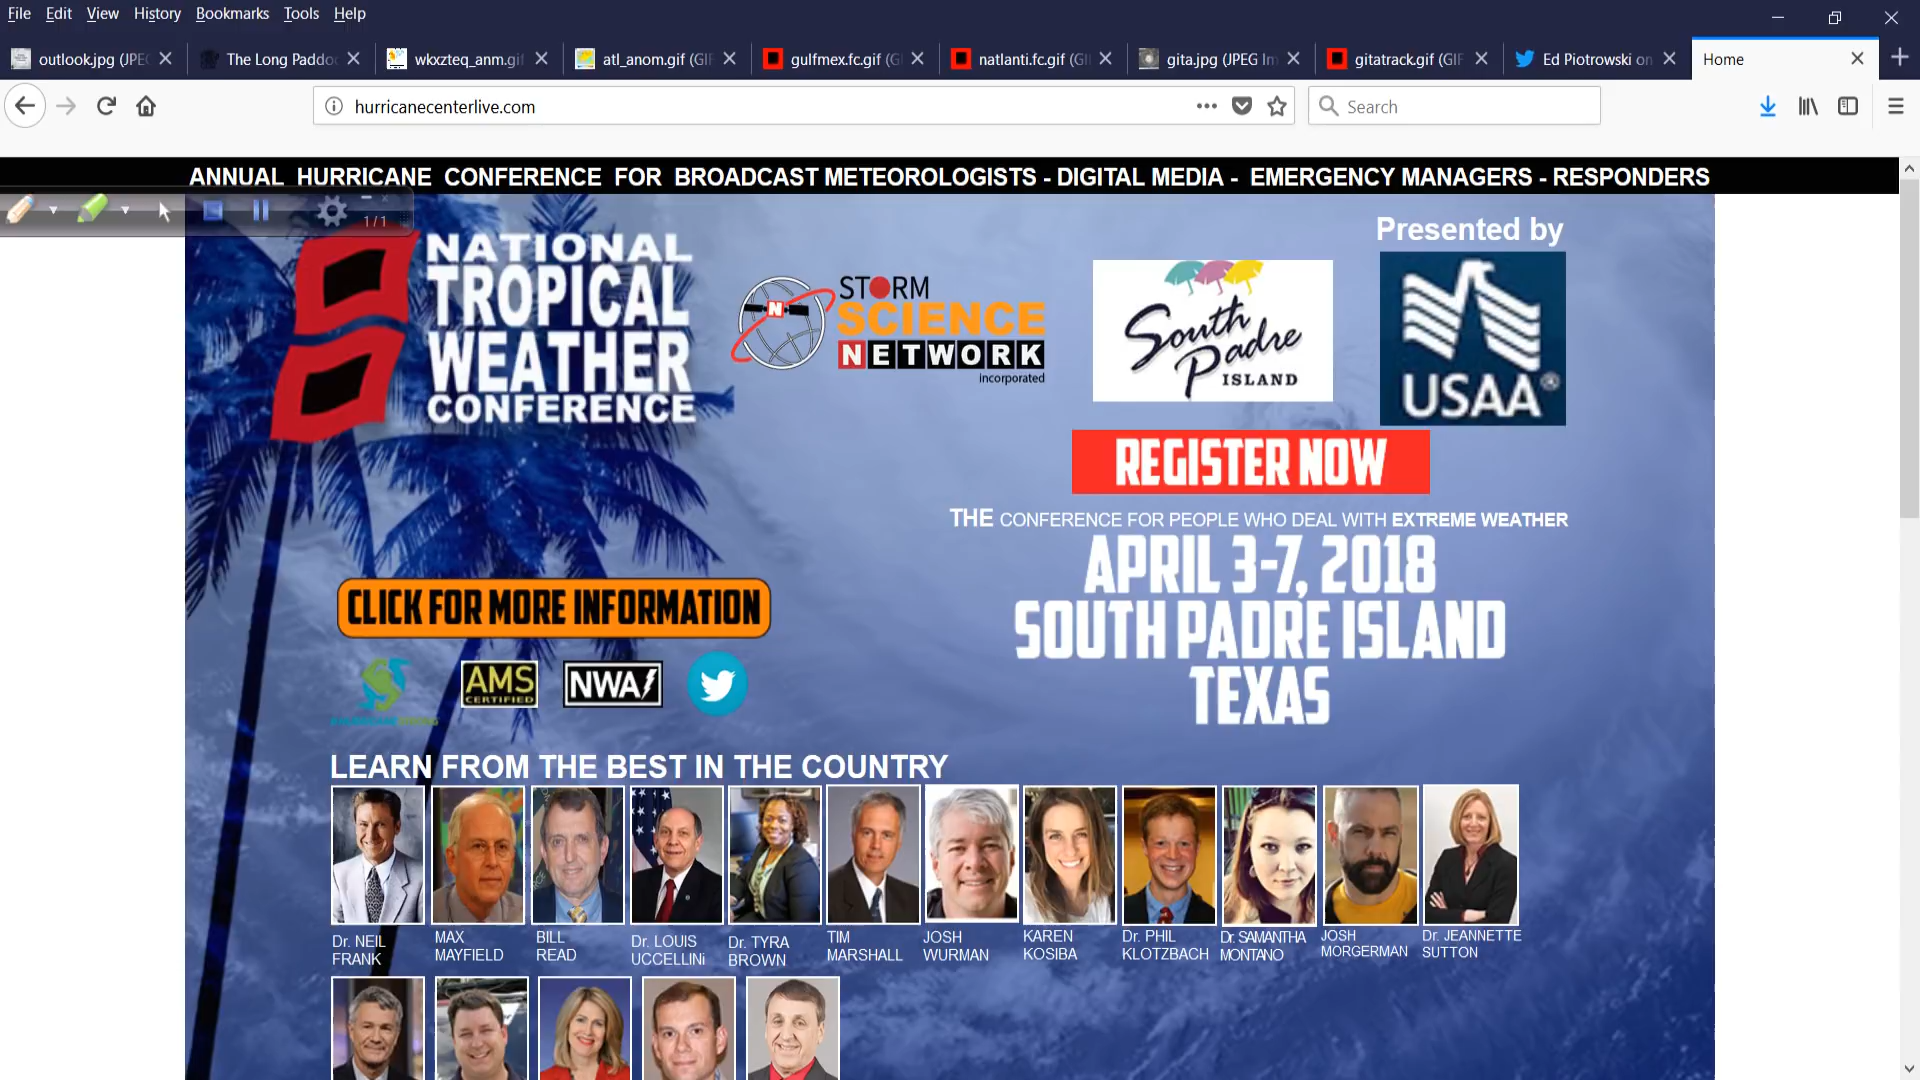 File Edit View History Bookmarks Tools Help
outlook.jpg (JPE The Long Paddo wkxzteq_anm.gif atl_anom.gif (GI gulfmex.fc.gif (G natlanti.fc.gif (GI gita.jpg (JPEG Im gitatrack.gif (GIF Ed Piotrowski on Home
hurricanecenterlive.com Search
ANNUAL HURRICANE CONFERENCE FOR BROADCAST METEOROLOGISTS - DIGITAL MEDIA - EMERGENCY MANAGERS - RESPONDERS
1/1
NATIONAL
TROPICAL
WEATHER
CONFERENCE
N
STORM
SCIENCE
NETWORK
incorporated
South
Padre
ISLAND
Presented by
USAA®
REGISTER NOW
THE CONFERENCE FOR PEOPLE WHO DEAL WITH EXTREME WEATHER
APRIL 3-7, 2018
SOUTH PADRE ISLAND
TEXAS
CLICK FOR MORE INFORMATION
AMS
CERTIFIED
NWA
LEARN FROM THE BEST IN THE COUNTRY
Dr. NEIL
FRANK
MAX
MAYFIELD
BILL
READ
Dr. LOUIS
UCCELLINi
Dr. TYRA
BROWN
TIM
MARSHALL
JOSH
WURMAN
KAREN
KOSIBA
Dr. PHIL
KLOTZBACH
Dr. SAMANTHA
MONTANO
JOSH
MORGERMAN
Dr. JEANNETTE
SUTTON